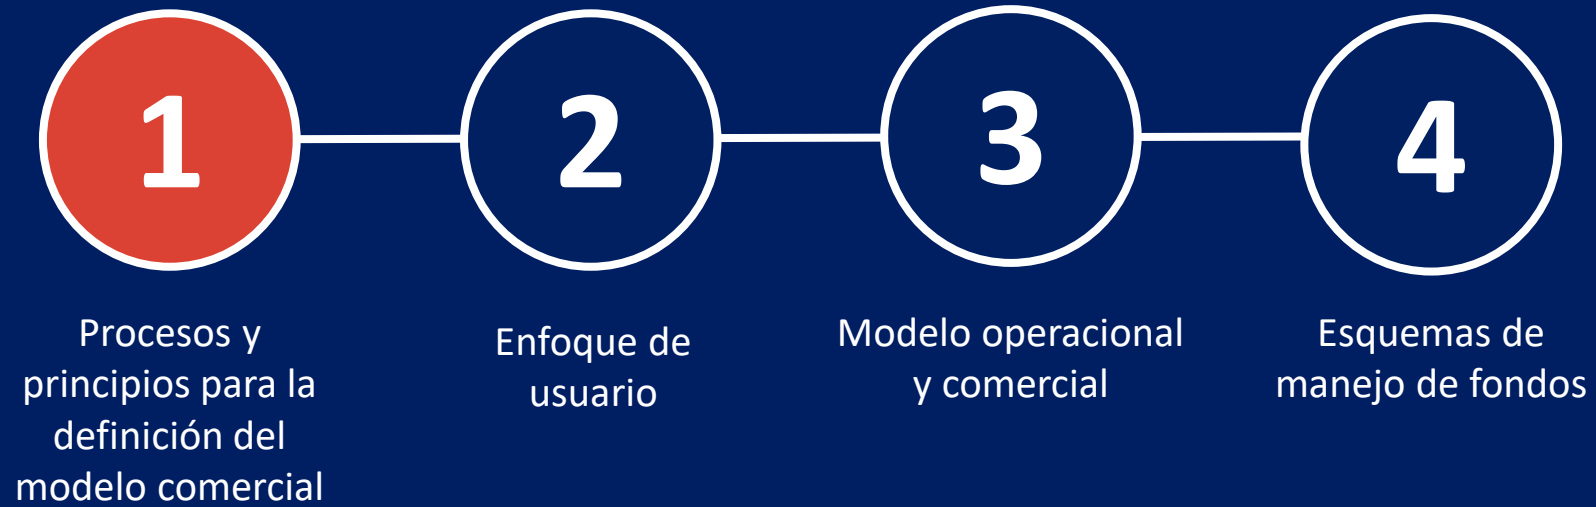 1
2
3
4
Procesos y
principios para la
definición del
modelo comercial
Enfoque de
usuario
Modelo operacional
y comercial
Esquemas de
manejo de fondos